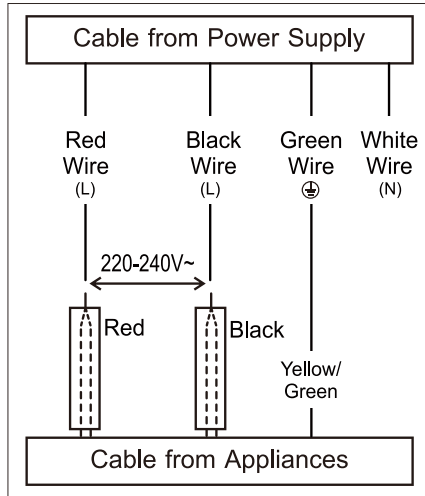 Cable from Power Supply
Red
Wire
(L)
Black
Wire
(L)
Green
Wire
White
Wire
(N)
220-240V~
Red
Black
Yellow/
Green
Cable from Appliances